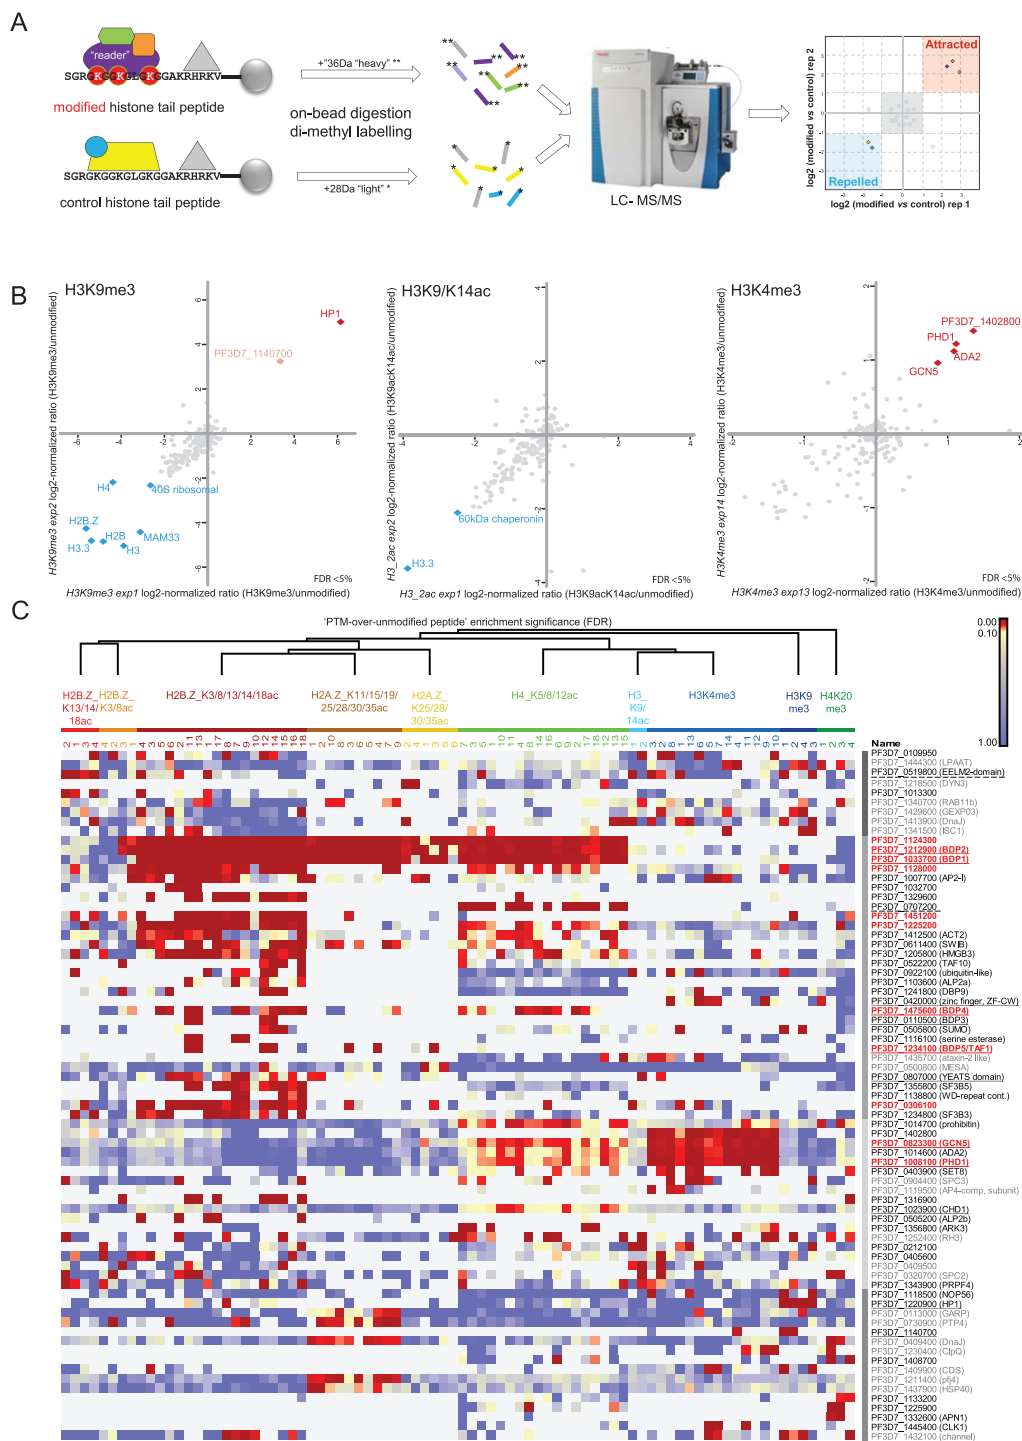 A
"reader"
SGRGKGGKGLGKGGAKRHRKV
modified histone tail peptide
+"36Da "heavy" **
on-bead digestion
di-methyl labelling
SGRGKGGKGLGKGGAKRHRKV
+28Da "light" *
control histone tail peptide
LC- MS/MS
Attracted
Repelled
log2 (modified vs control) rep 2
log2 (modified vs control) rep 1
B
H3K9me3
HP1
PF3D7_1140700
H4
40S ribosomal
H2B.Z
H2B
MAM33
H3.3
H3
FDR <5%
H3K9me3 exp2 log2-normalized ratio (H3K9me3/unmodified)
H3K9me3 exp1 log2-normalized ratio (H3K9me3/unmodified)
H3K9/K14ac
60kDa chaperonin
H3.3
FDR <5%
H3_2ac exp2 log2-normalized ratio (H3K9acK14ac/unmodified)
H3_2ac exp1 log2-normalized ratio (H3K9acK14ac/unmodified)
H3K4me3
PF3D7_1402800
PHD1
ADA2
GCN5
FDR <5%
H3K4me3 exp14 log2-normalized ratio (H3K4me3/unmodified)
H3K4me3 exp13 log2-normalized ratio (H3K4me3/unmodified)
C
'PTM-over-unmodified peptide' enrichment significance (FDR)
0.00
0.10
1.00
H2B.Z_K13/14/18ac
H2B.Z_K3/8ac
H2B.Z_K3/8/13/14/18ac
H2A.Z_K11/15/19/25/28/30/35ac
H2A.Z_K25/28/30/35ac
H4_K5/8/12ac
H3_K9/14ac
H3K4me3
H3K9me3
H4K20me3
Name
PF3D7_0109950
PF3D7_1444300 (LPAAT)
PF3D7_0519800 (EELM2-domain)
PF3D7_1218500 (DYN3)
PF3D7_1013300
PF3D7_1340700 (RAB11b)
PF3D7_1429600 (GEXP03)
PF3D7_1413900 (DnaJ)
PF3D7_1341500 (ISC1)
PF3D7_1124300
PF3D7_1212900 (BDP2)
PF3D7_1033700 (BDP1)
PF3D7_1128000
PF3D7_1007700 (AP2-I)
PF3D7_1032700
PF3D7_1329600
PF3D7_0707200
PF3D7_1451200
PF3D7_1225200
PF3D7_1412500 (ACT2)
PF3D7_0611400 (SWIB)
PF3D7_1205800 (HMGB3)
PF3D7_0522200 (TAF10)
PF3D7_0922100 (ubiquitin-like)
PF3D7_1103600 (ALP2a)
PF3D7_1241800 (DBP9)
PF3D7_0420000 (zinc finger, ZF-CW)
PF3D7_1475600 (BDP4)
PF3D7_0110500 (BDP3)
PF3D7_0505800 (SUMO)
PF3D7_1116100 (serine esterase)
PF3D7_1234100 (BDP5/TAF1)
PF3D7_1435700 (ataxin-2 like)
PF3D7_0500800 (MESA)
PF3D7_0807000 (YEATS domain)
PF3D7_1355800 (SF3B5)
PF3D7_1138800 (WD-repeat cont.)
PF3D7_0306100
PF3D7_1234800 (SF3B3)
PF3D7_1014700 (prohibitin)
PF3D7_1402800
PF3D7_0823300 (GCN5)
PF3D7_1014600 (ADA2)
PF3D7_1008100 (PHD1)
PF3D7_0403900 (SET8)
PF3D7_0904400 (SPC3)
PF3D7_1119500 (AP4-comp, subunit)
PF3D7_1316900
PF3D7_1023900 (CHD1)
PF3D7_0505200 (ALP2b)
PF3D7_1356800 (ARK3)
PF3D7_1252400 (RH3)
PF3D7_0212100
PF3D7_0405600
PF3D7_0409500
PF3D7_0320700 (SPC2)
PF3D7_1343900 (PRPF4)
PF3D7_1118500 (NOP56)
PF3D7_1220900 (HP1)
PF3D7_0113000 (GARP)
PF3D7_0730900 (PTP4)
PF3D7_1140700
PF3D7_0409400 (DnaJ)
PF3D7_1230400 (ClpQ)
PF3D7_1408700
PF3D7_1409900 (CDS)
PF3D7_1211400 (pfj4)
PF3D7_1437900 (HSP40)
PF3D7_1133200
PF3D7_1225900
PF3D7_1332600 (APN1)
PF3D7_1445400 (CLK1)
PF3D7_1432100 (channel)